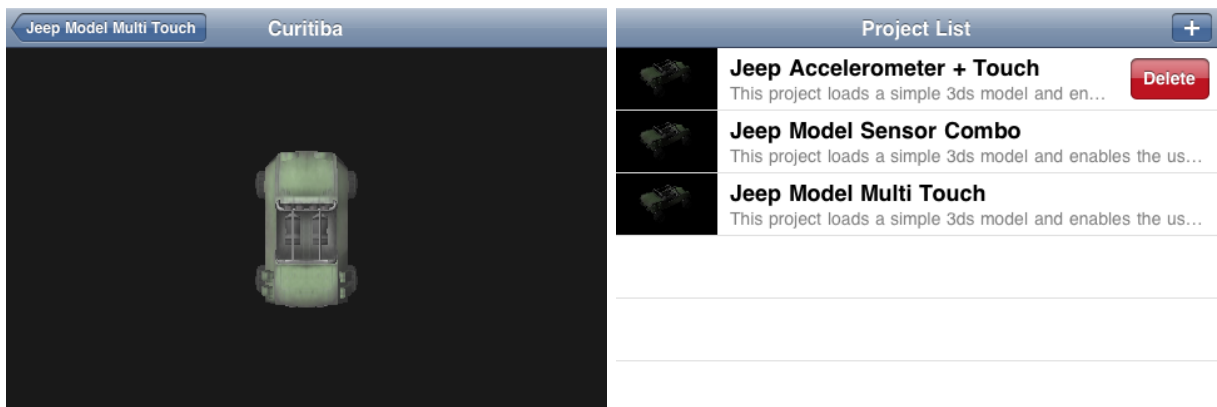 Jeep Model Multi Touch
Curitiba
Project List
+
Jeep Accelerometer + Touch
This project loads a simple 3ds model and en...
Delete
Jeep Model Sensor Combo
This project loads a simple 3ds model and enables the us...
Jeep Model Multi Touch
This project loads a simple 3ds model and enables the us...